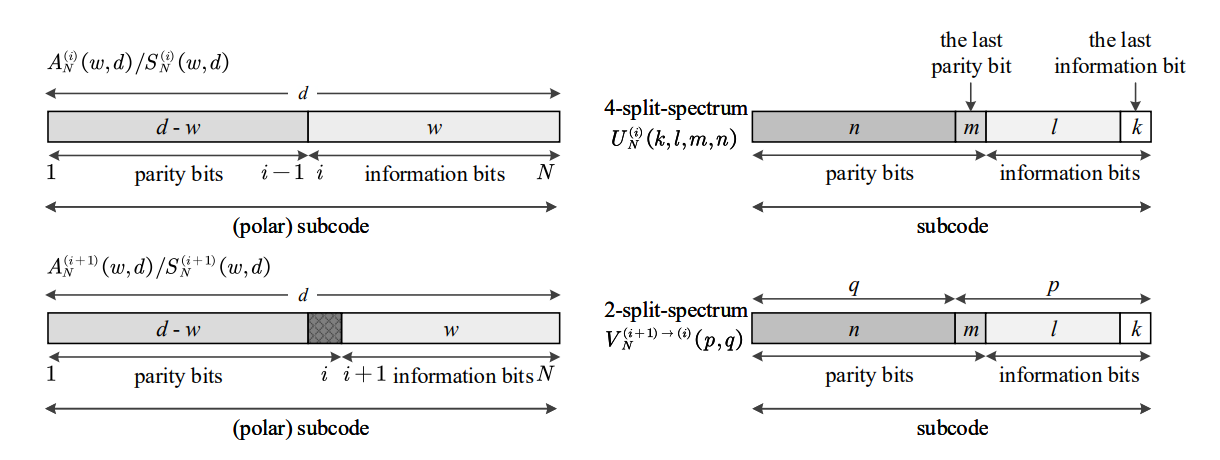 $A_N^{(i)}(w,d)/S_N^{(i)}(w,d)$
d
d - w
w
1
parity bits
i−1
i
information bits
N
(polar) subcode
$A_N^{(i+1)}(w,d)/S_N^{(i+1)}(w,d)$
d
d - w
w
1
parity bits
i
i+1
information bits
N
(polar) subcode
the last
parity bit
the last
information bit
4-split-spectrum
$U_N^{(i)}(k,l,m,n)$
n
m
l
k
parity bits
information bits
subcode
q
p
2-split-spectrum
$V_N^{(i+1)→(i)}(p,q)$
n
m
l
k
parity bits
information bits
subcode